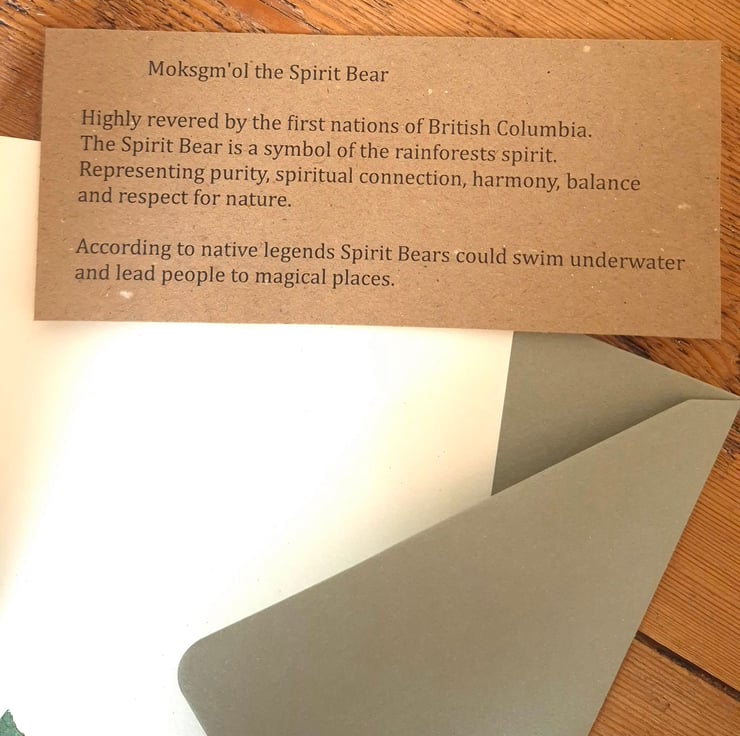 Moksgm'ol the Spirit Bear
Highly revered by the first nations of British Columbia.
The Spirit Bear is a symbol of the rainforests spirit.
Representing purity, spiritual connection, harmony, balance
and respect for nature.
According to native legends Spirit Bears could swim underwater
and lead people to magical places.